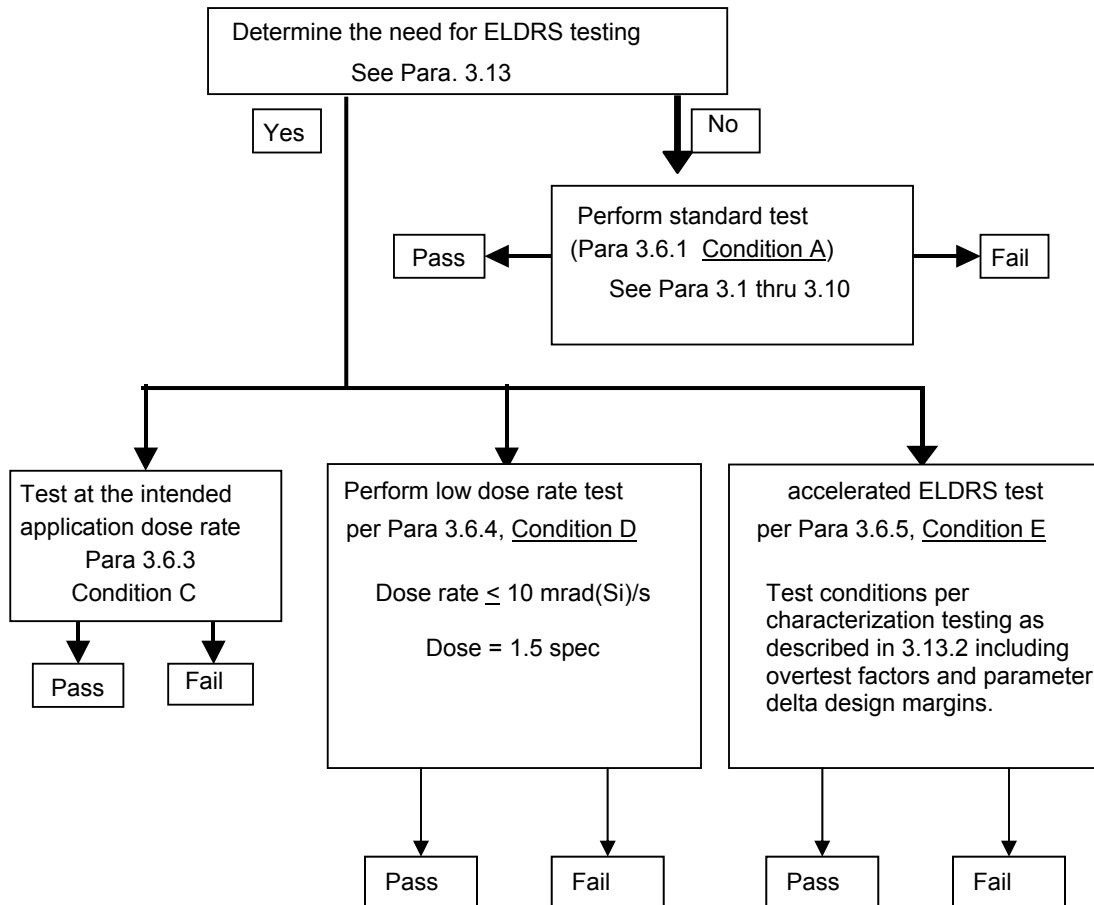 Determine the need for ELDRS testing
See Para. 3.13
Yes
No
Perform standard test
(Para 3.6.1 Condition A)
See Para 3.1 thru 3.10
Pass
Fail
Test at the intended
application dose rate
Para 3.6.3
Condition C
Pass
Fail
Perform low dose rate test
per Para 3.6.4, Condition D
Dose rate ≤ 10 mrad(Si)/s
Dose = 1.5 spec
Pass
Fail
accelerated ELDRS test
per Para 3.6.5, Condition E
Test conditions per
characterization testing as
described in 3.13.2 including
overtest factors and parameter
delta design margins.
Pass
Fail